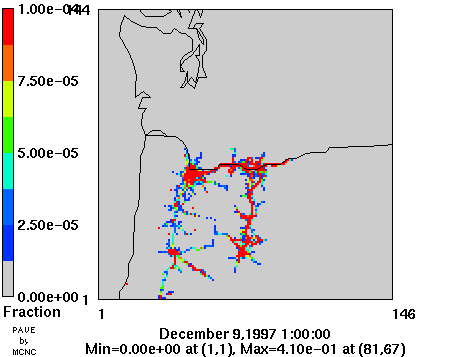 1.00e-04
144
7.50e-05
5.00e-05
2.50e-05
0.00e+00
1
Fraction
1
146
PAVE
by
MCNC
December 9,1997 1:00:00
Min=0.00e+00 at (1,1), Max=4.10e-01 at (81,67)